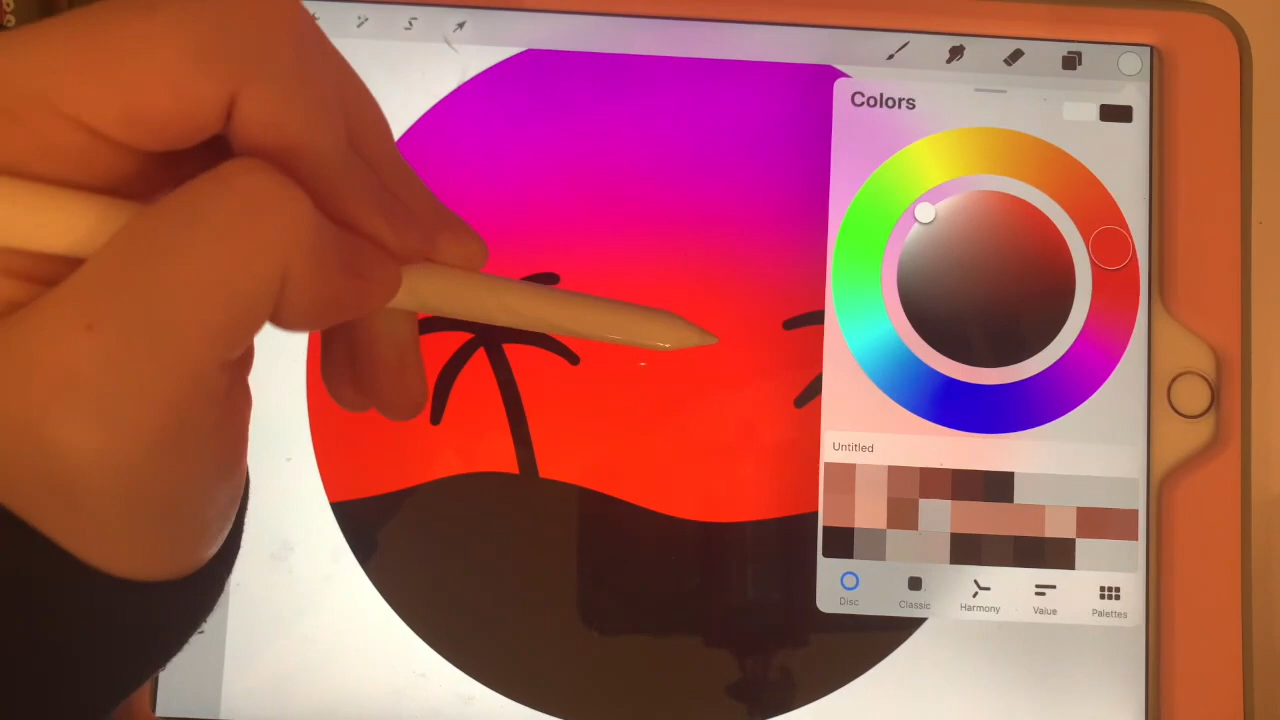 Colors
Untitled
Disc
Classic
Harmony
Value
Palettes